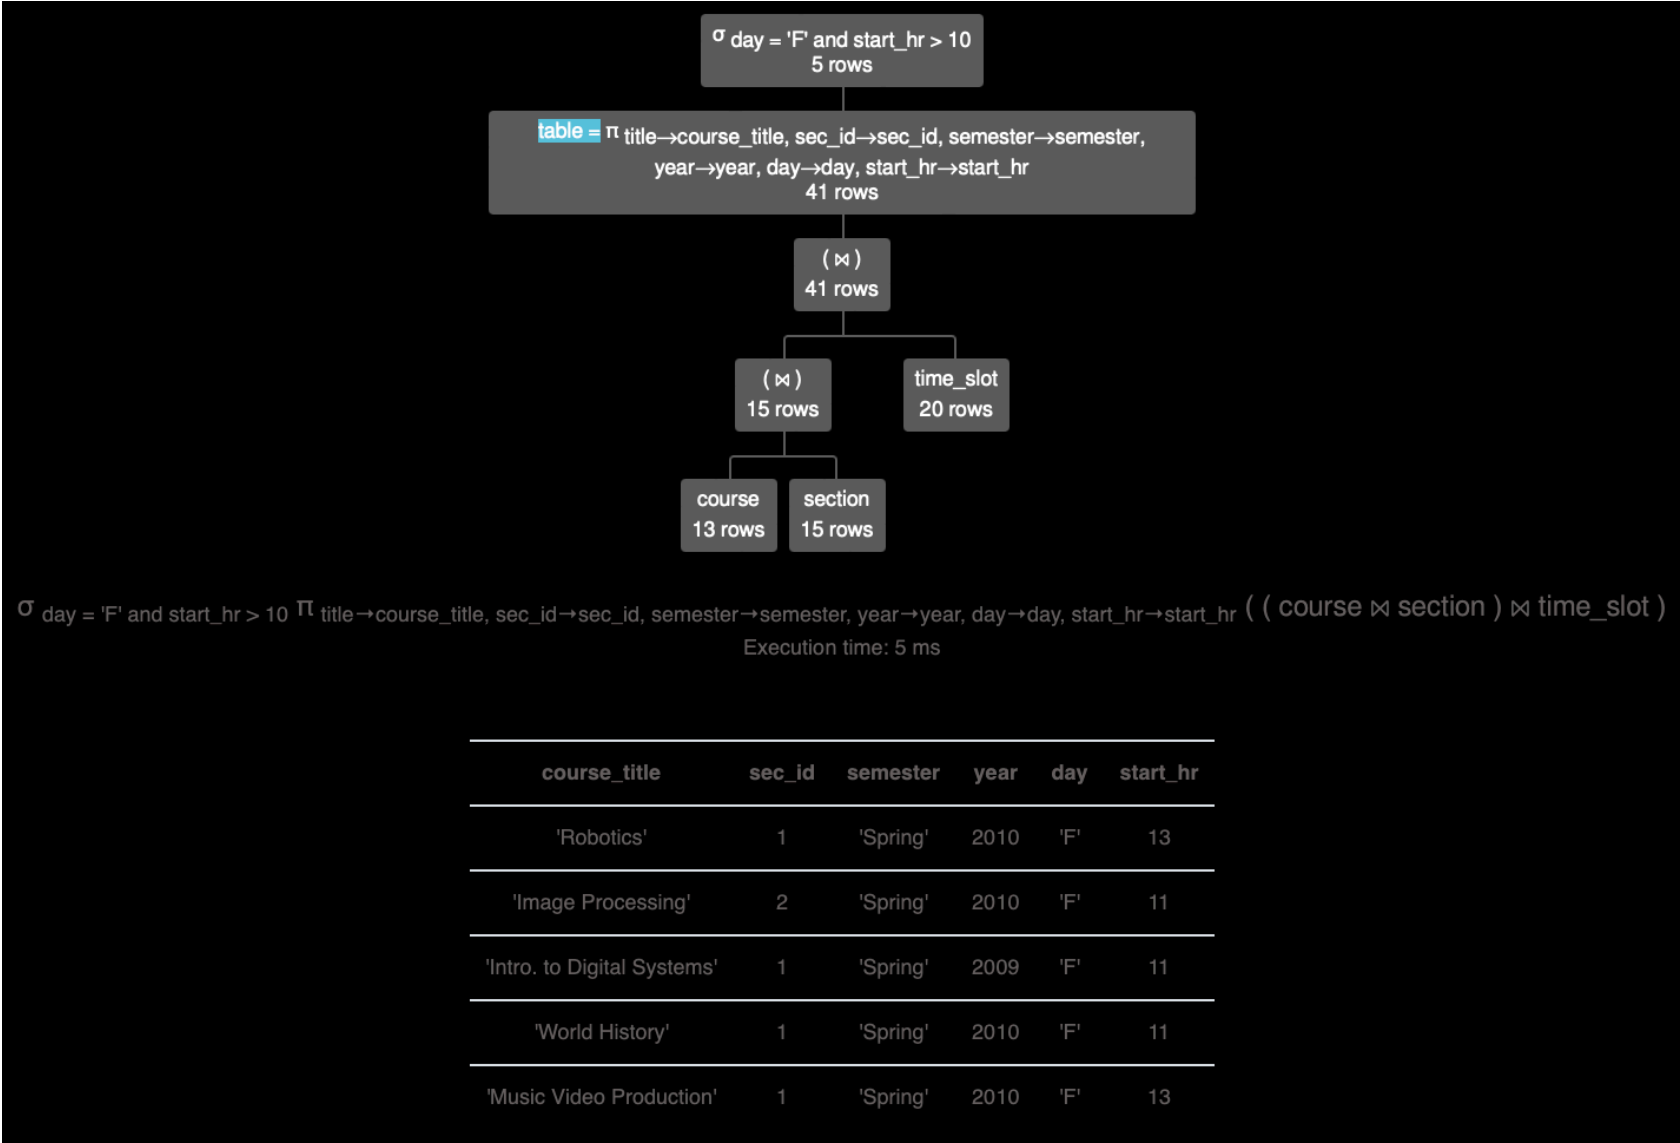 σ day = 'F' and start_hr > 10
5 rows
table = π title→course_title, sec_id→sec_id, semester→semester,
year→year, day→day, start_hr→start_hr
41 rows
( ⋈ )
41 rows
( ⋈ )
15 rows
time_slot
20 rows
course
13 rows
section
15 rows
σ day = 'F' and start_hr > 10 π title→course_title, sec_id→sec_id, semester→semester, year→year, day→day, start_hr→start_hr ( ( course ⋈ section ) ⋈ time_slot )
Execution time: 5 ms
course_title sec_id semester year day start_hr
'Robotics' 1 'Spring' 2010 'F' 13
'Image Processing' 2 'Spring' 2010 'F' 11
'Intro. to Digital Systems' 1 'Spring' 2009 'F' 11
'World History' 1 'Spring' 2010 'F' 11
'Music Video Production' 1 'Spring' 2010 'F' 13